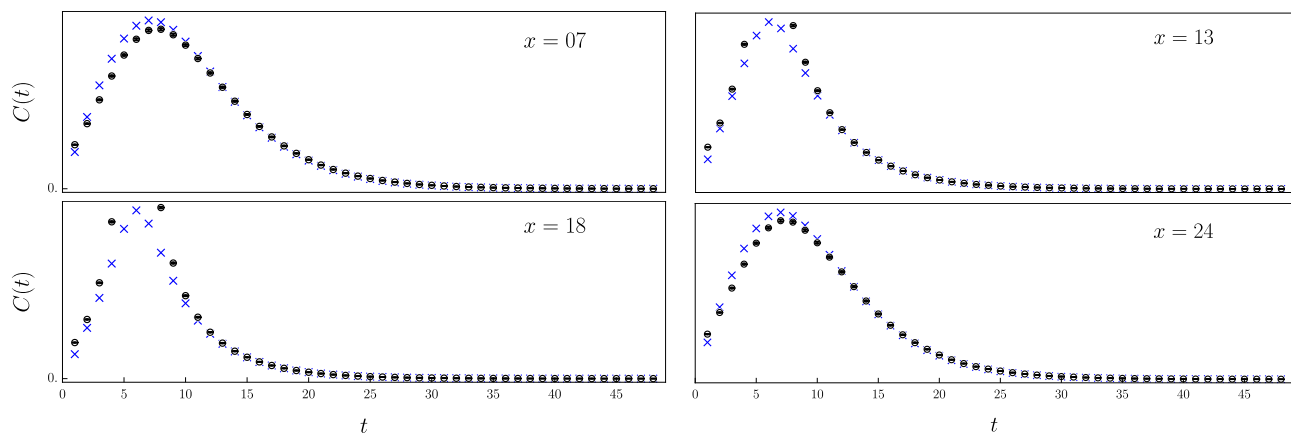 x = 07
x = 13
C(t)
0.
x = 18
x = 24
C(t)
0.
0 5 10 15 20 25 30 35 40 45
0 5 10 15 20 25 30 35 40 45
t
t